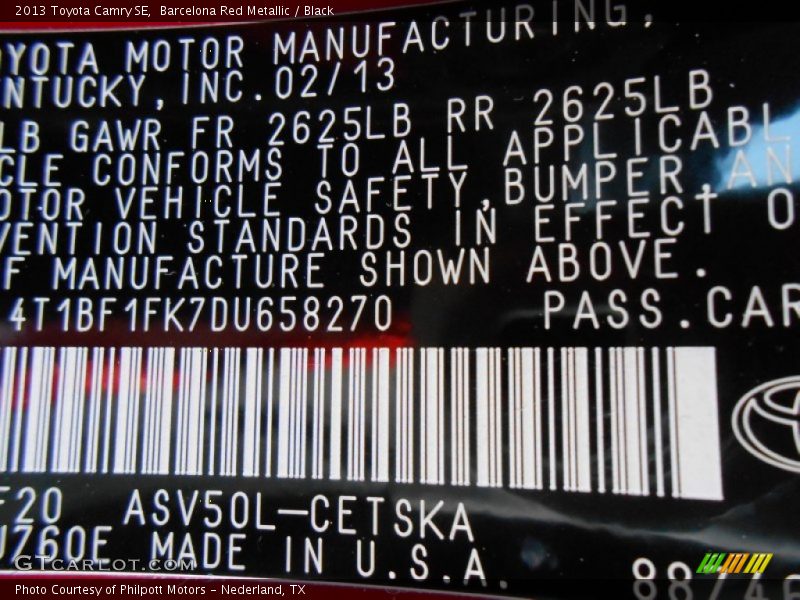 2013 Toyota Camry SE, Barcelona Red Metallic / Black
OYOTA MOTOR MANUFACTURING,
NTUCKY, INC. 02/13
LB GAWR FR 2625LB RR 2625LB
CLE CONFORMS TO ALL APPLICABL
OTOR VEHICLE SAFETY, BUMPER, AN
VENTION STANDARDS IN EFFECT O
F MANUFACTURE SHOWN ABOVE.
4T1BF1FK7DU658270 PASS.CAR
F20 ASV50L-CETSKA
U760E MADE IN U.S.A.
GTCARLOT.COM
Photo Courtesy of Philpott Motors - Nederland, TX